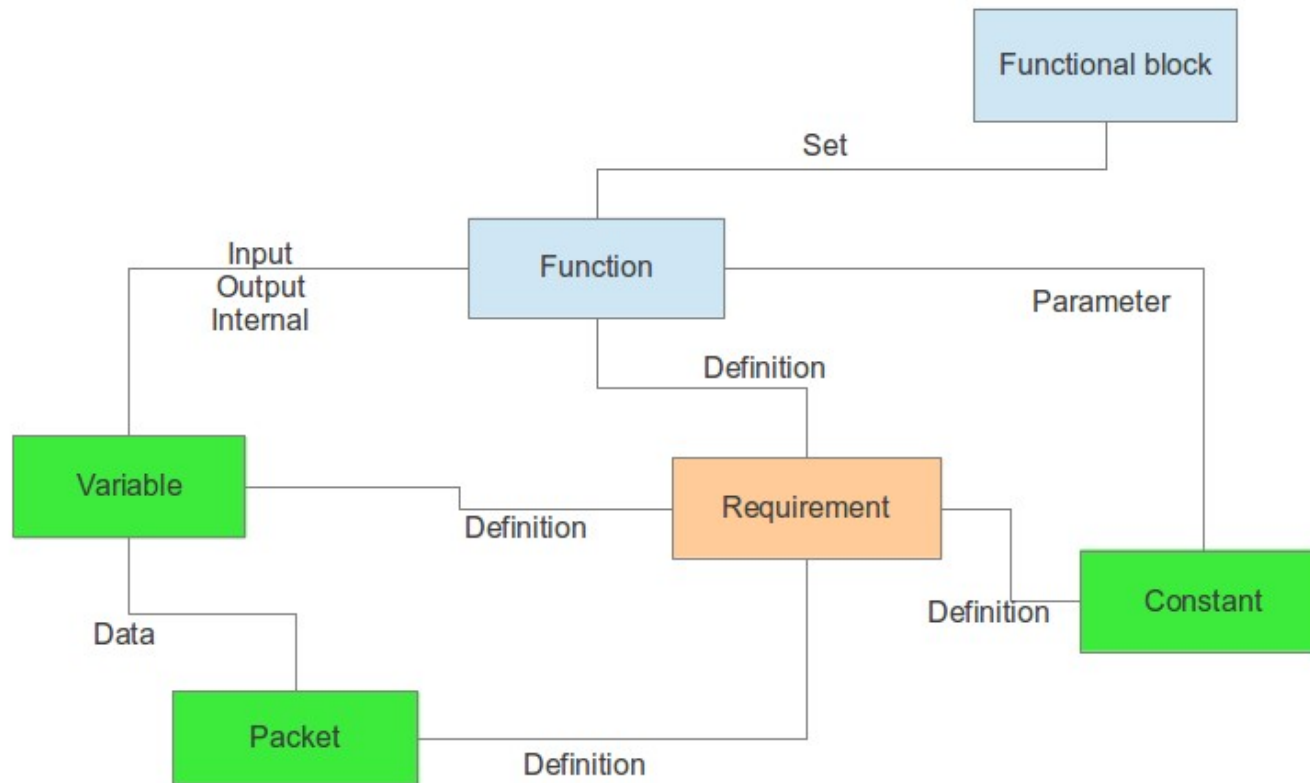 Functional block
Set
Function
Input
Output
Internal
Parameter
Definition
Variable
Requirement
Definition
Constant
Definition
Data
Packet
Definition